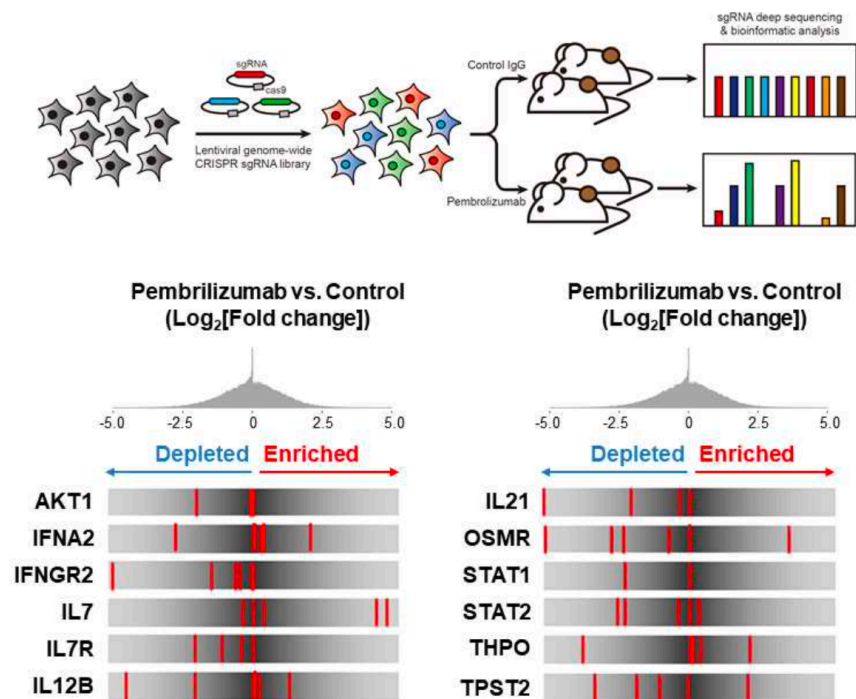 sgRNA deep sequencing
& bioinformatic analysis
sgRNA
cas9
Lentiviral genome-wide
CRISPR sgRNA library
Control IgG
Pembrolizumab
Pembrilizumab vs. Control
(Log2[Fold change])
-5.0 -2.5 0 2.5 5.0
Depleted Enriched
AKT1
IFNA2
IFNGR2
IL7
IL7R
IL12B
Pembrilizumab vs. Control
(Log2[Fold change])
-5.0 -2.5 0 2.5 5.0
Depleted Enriched
IL21
OSMR
STAT1
STAT2
THPO
TPST2